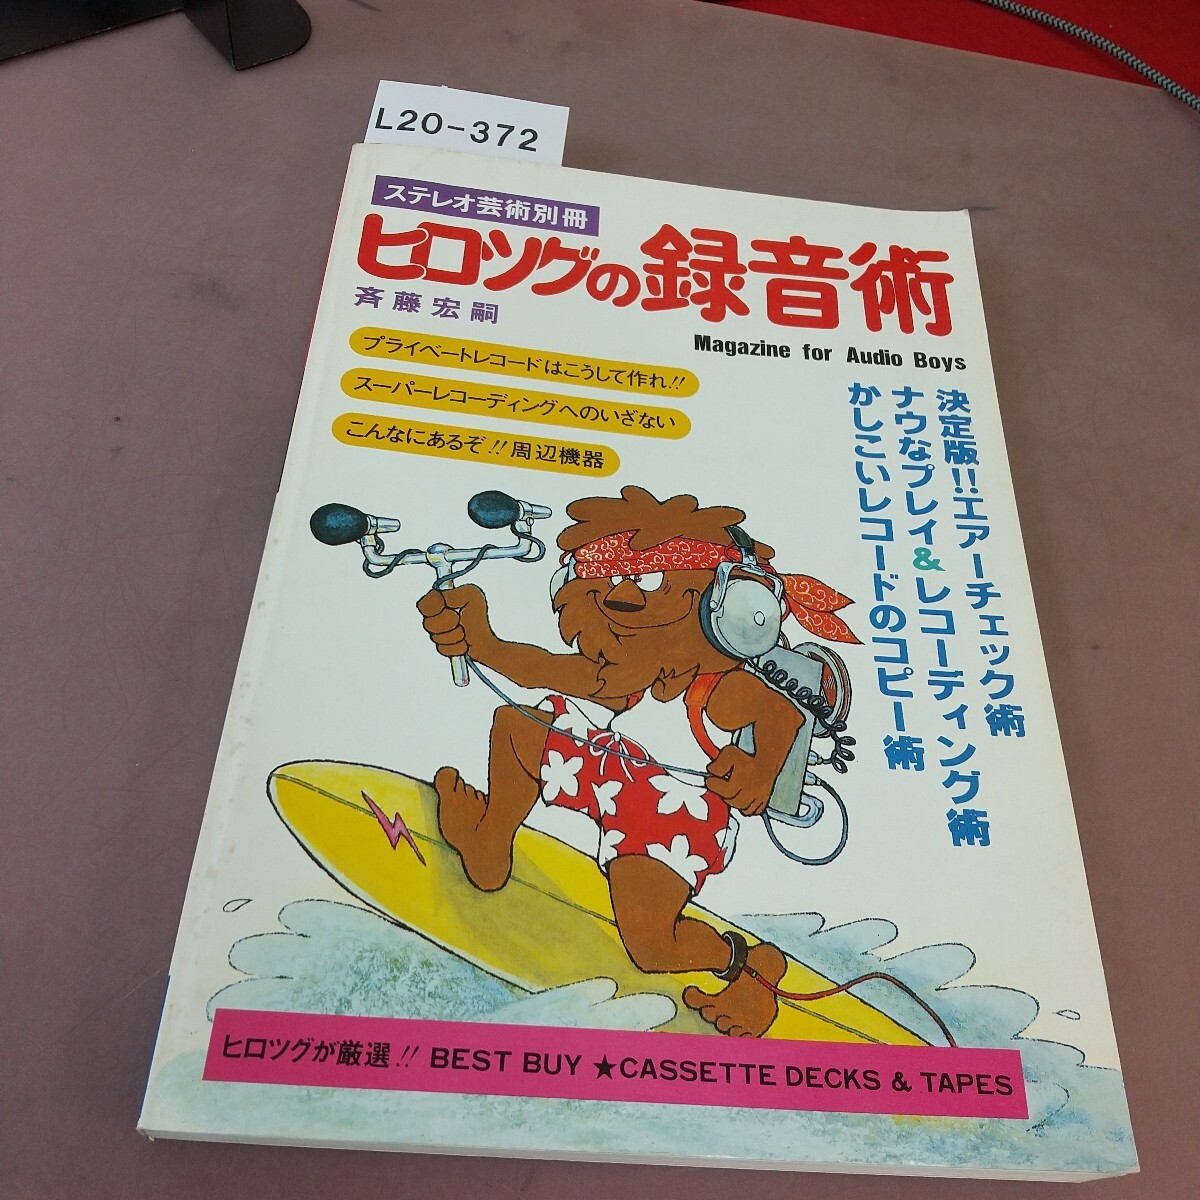 L20-372
ステレオ芸術別冊
ヒロツグの録音術
斉藤宏嗣
Magazine for Audio Boys
プライベートレコードはこうして作れ!!
スーパーレコーディングへのいざない
こんなにあるぞ!!周辺機器
決定版!!エアーチェック術
ナウなプレイ&レコーディング術
かしこいレコードのコピー術
ヒロツグが厳選!! BEST BUY ★CASSETTE DECKS & TAPES